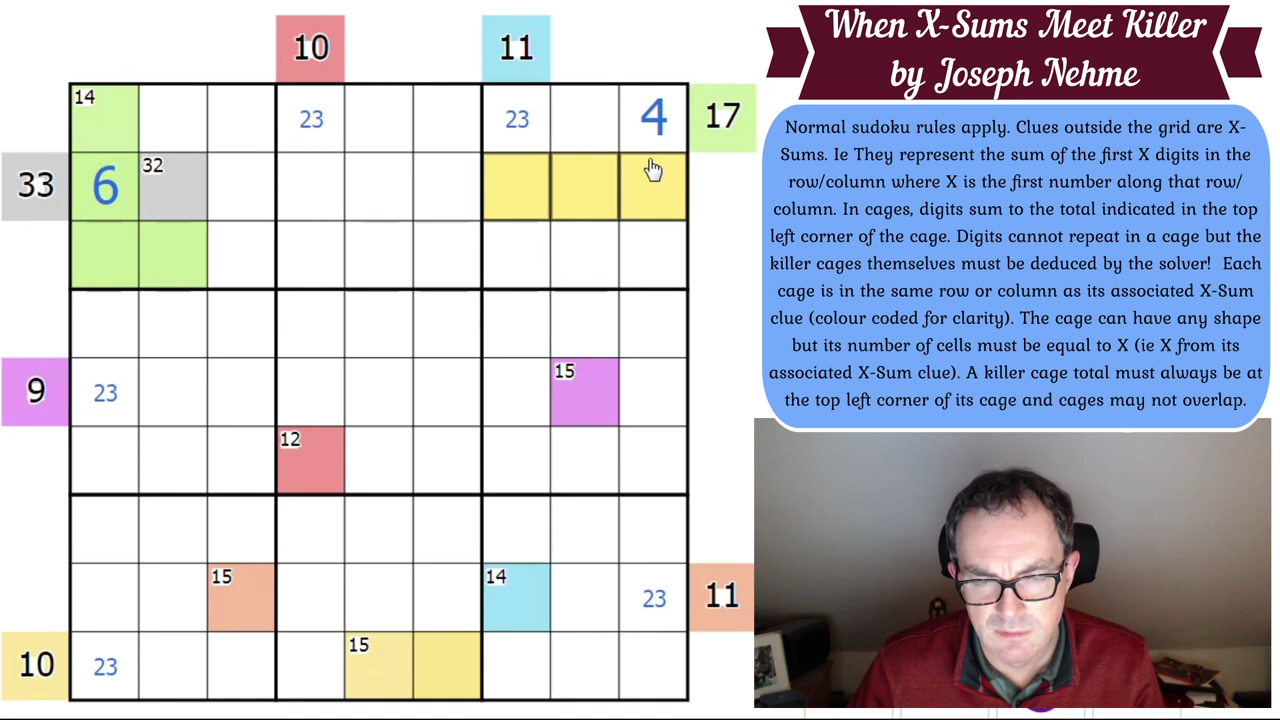 When X-Sums Meet Killer
by Joseph Nehme
Normal sudoku rules apply. Clues outside the grid are X-
Sums. Ie They represent the sum of the first X digits in the
row/column where X is the first number along that row/
column. In cages, digits sum to the total indicated in the top
left corner of the cage. Digits cannot repeat in a cage but the
killer cages themselves must be deduced by the solver! Each
cage is in the same row or column as its associated X-Sum
clue (colour coded for clarity). The cage can have any shape
but its number of cells must be equal to X (ie X from its
associated X-Sum clue). A killer cage total must always be at
the top left corner of its cage and cages may not overlap.
10 11
14 23 23 4 17
33 6 32
9 23 15
12
15 14 23 11
10 23 15